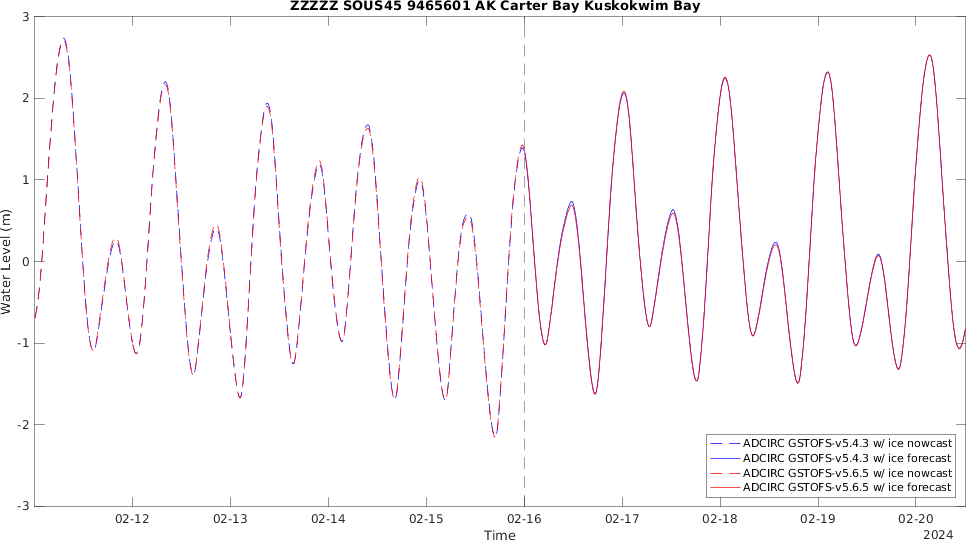 ZZZZZ SOUS45 9465601 AK Carter Bay Kuskokwim Bay
3
2
1
0
-1
-2
-3
Water Level (m)
02-12 02-13 02-14 02-15 02-16 02-17 02-18 02-19 02-20
Time
2024
ADCIRC GSTOFS-v5.4.3 w/ ice nowcast
ADCIRC GSTOFS-v5.4.3 w/ ice forecast
ADCIRC GSTOFS-v5.6.5 w/ ice nowcast
ADCIRC GSTOFS-v5.6.5 w/ ice forecast